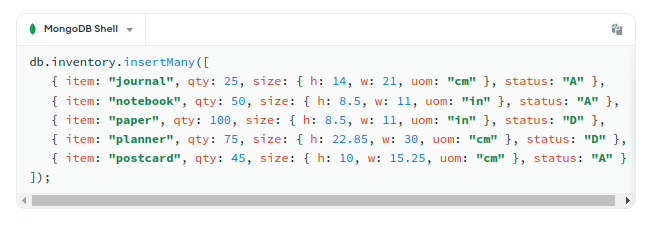 MongoDB Shell
db.inventory.insertMany([
   { item: "journal", qty: 25, size: { h: 14, w: 21, uom: "cm" }, status: "A" },
   { item: "notebook", qty: 50, size: { h: 8.5, w: 11, uom: "in" }, status: "A" },
   { item: "paper", qty: 100, size: { h: 8.5, w: 11, uom: "in" }, status: "D" },
   { item: "planner", qty: 75, size: { h: 22.85, w: 30, uom: "cm" }, status: "D" },
   { item: "postcard", qty: 45, size: { h: 10, w: 15.25, uom: "cm" }, status: "A" }
]);